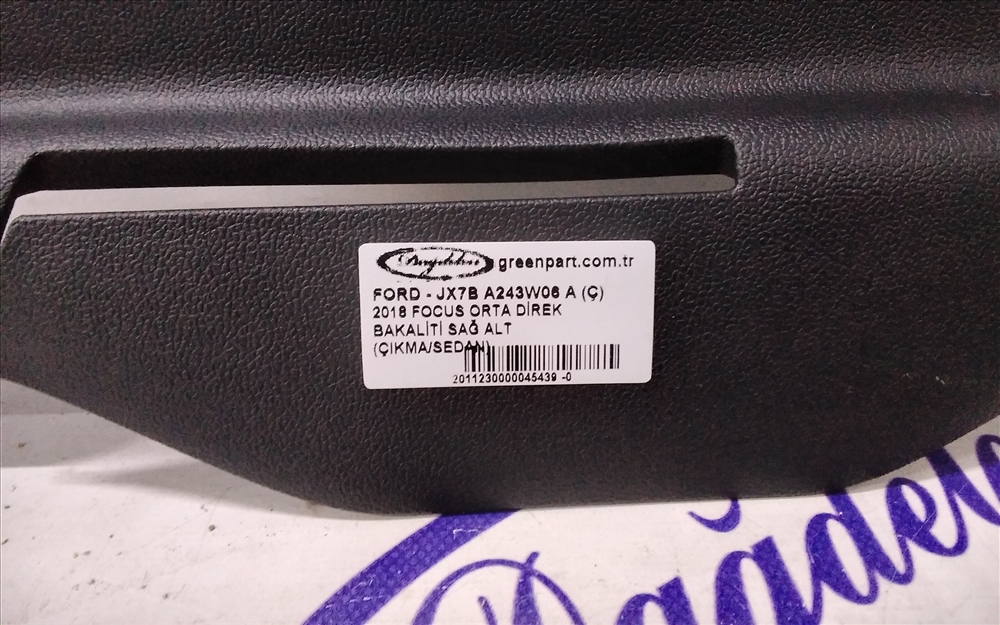 greenpart.com.tr
FORD - JX7B A243W06 A (Ç)
2018 FOCUS ORTA DİREK
BAKALİTİ SAĞ ALT
(ÇIKMA/SEDAN)
2011230000045439 -0